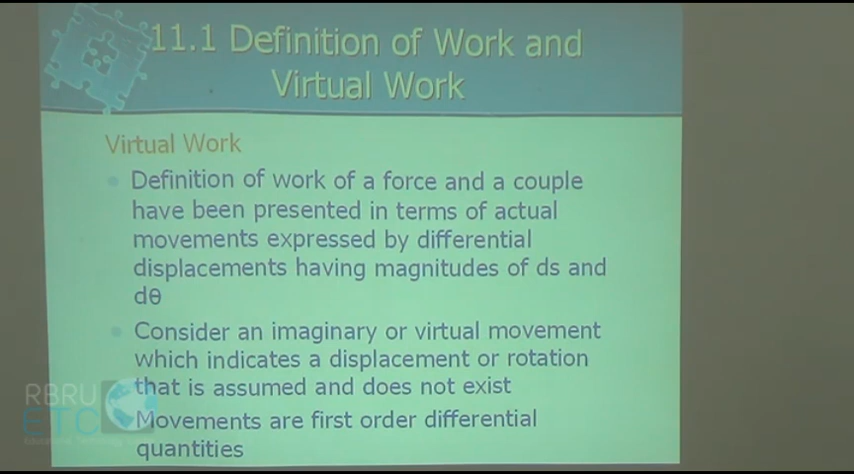 11.1 Definition of Work and
Virtual Work
Virtual Work
Definition of work of a force and a couple
have been presented in terms of actual
movements expressed by differential
displacements having magnitudes of ds and
dθ
Consider an imaginary or virtual movement
which indicates a displacement or rotation
that is assumed and does not exist
Movements are first order differential
quantities
RBRU
ETC
Educational Technology